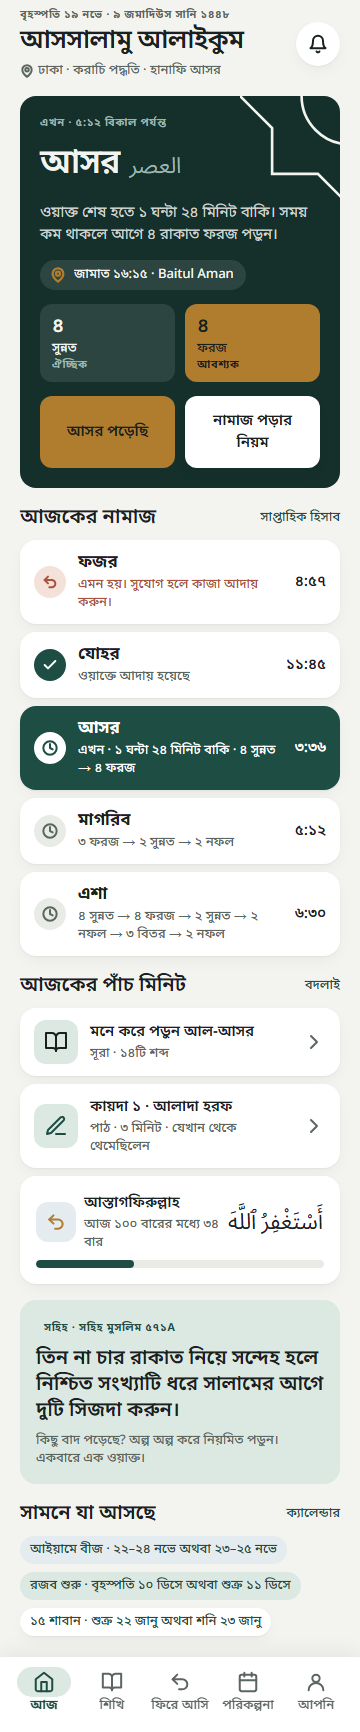 বৃহস্পতি ১৯ নভে · ৯ জমাদিউস সানি ১৪৪৮
আসসালামু আলাইকুম
ঢাকা · করাচি পদ্ধতি · হানাফি আসর
এখন · ৫:১২ বিকাল পর্যন্ত
আসর العصر
ওয়াক্ত শেষ হতে ১ ঘন্টা ২৪ মিনিট বাকি। সময়
কম থাকলে আগে ৪ রাকাত ফরজ পড়ুন।
জামাত ১৬:১৫ · Baitul Aman
৪
সুন্নত
ঐচ্ছিক
৪
ফরজ
আবশ্যক
আসর পড়েছি
নামাজ পড়ার
নিয়ম
আজকের নামাজ
সাপ্তাহিক হিসাব
ফজর
এমন হয়। সুযোগ হলে কাজা আদায়
করুন।
৪:৫৭
যোহর
ওয়াক্তে আদায় হয়েছে
১১:৪৫
আসর
এখন · ১ ঘন্টা ২৪ মিনিট বাকি · ৪ সুন্নত
→ ৪ ফরজ
৩:৩৬
মাগরিব
৩ ফরজ → ২ সুন্নত → ২ নফল
৫:১২
এশা
৪ সুন্নত → ৪ ফরজ → ২ সুন্নত → ২
নফল → ৩ বিতর → ২ নফল
৬:৩০
আজকের পাঁচ মিনিট
বদলাই
মনে করে পড়ুন আল-আসর
সূরা · ১৪টি শব্দ
কায়দা ১ · আলাদা হরফ
পাঠ · ৩ মিনিট · যেখান থেকে
থেমেছিলেন
আস্তাগফিরুল্লাহ
আজ ১০০ বারের মধ্যে ৩৪
বার
أَسْتَغْفِرُ ٱللَّهَ
সহিহ · সহিহ মুসলিম ৫৭১A
তিন না চার রাকাত নিয়ে সন্দেহ হলে
নিশ্চিত সংখ্যাটি ধরে সালামের আগে
দুটি সিজদা করুন।
কিছু বাদ পড়েছে? অল্প অল্প করে নিয়মিত পড়ুন।
একবারে এক ওয়াক্ত।
সামনে যা আসছে
ক্যালেন্ডার
আইয়ামে বীজ · ২২–২৪ নভে অথবা ২৩–২৫ নভে
রজব শুরু · বৃহস্পতি ১০ ডিসে অথবা শুক্র ১১ ডিসে
১৫ শাবান · শুক্র ২২ জানু অথবা শনি ২৩ জানু
আজ
শিখি
ফিরে আসি
পরিকল্পনা
আপনি